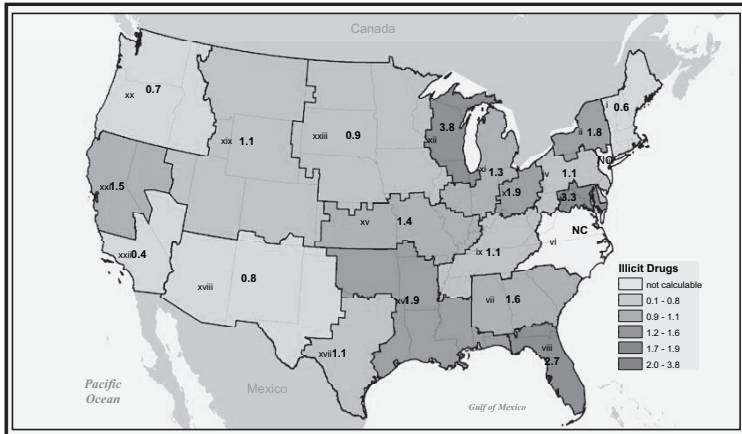 Canada
xx 0.7
xix 1.1
xxiii 0.9
3.8
xii
i 0.6
ii 1.8
NC
xi 1.3
iv 1.1
xxi 1.5
x 1.9
3.3
xv 1.4
NC
vi
xxii 0.4
ix 1.1
xviii 0.8
xvi 1.9
vii 1.6
xvii 1.1
viii
2.7
Illicit Drugs
not calculable
0.1 - 0.8
0.9 - 1.1
1.2 - 1.6
1.7 - 1.9
2.0 - 3.8
Pacific
Ocean
Mexico
Gulf of Mexico